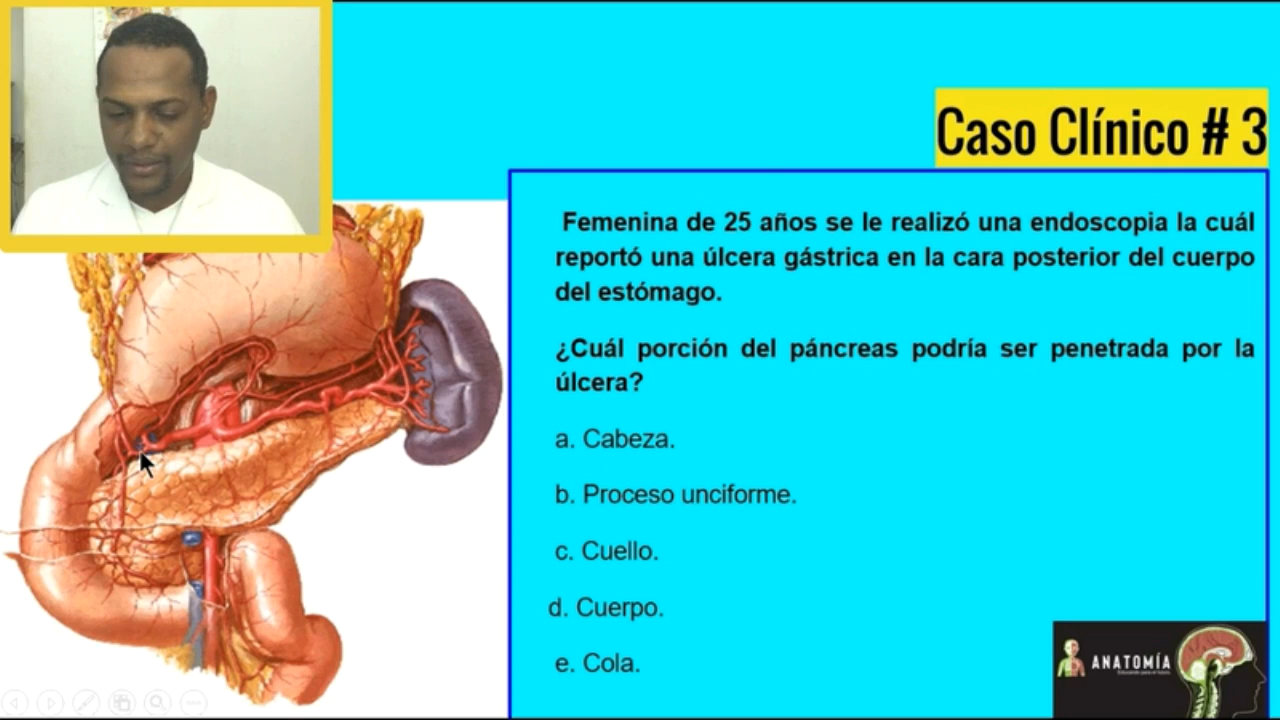 Caso Clínico # 3
Femenina de 25 años se le realizó una endoscopia la cuál
reportó una úlcera gástrica en la cara posterior del cuerpo
del estómago.
¿Cuál porción del páncreas podría ser penetrada por la
úlcera?
a. Cabeza.
b. Proceso unciforme.
c. Cuello.
d. Cuerpo.
e. Cola.
ANATOMÍA